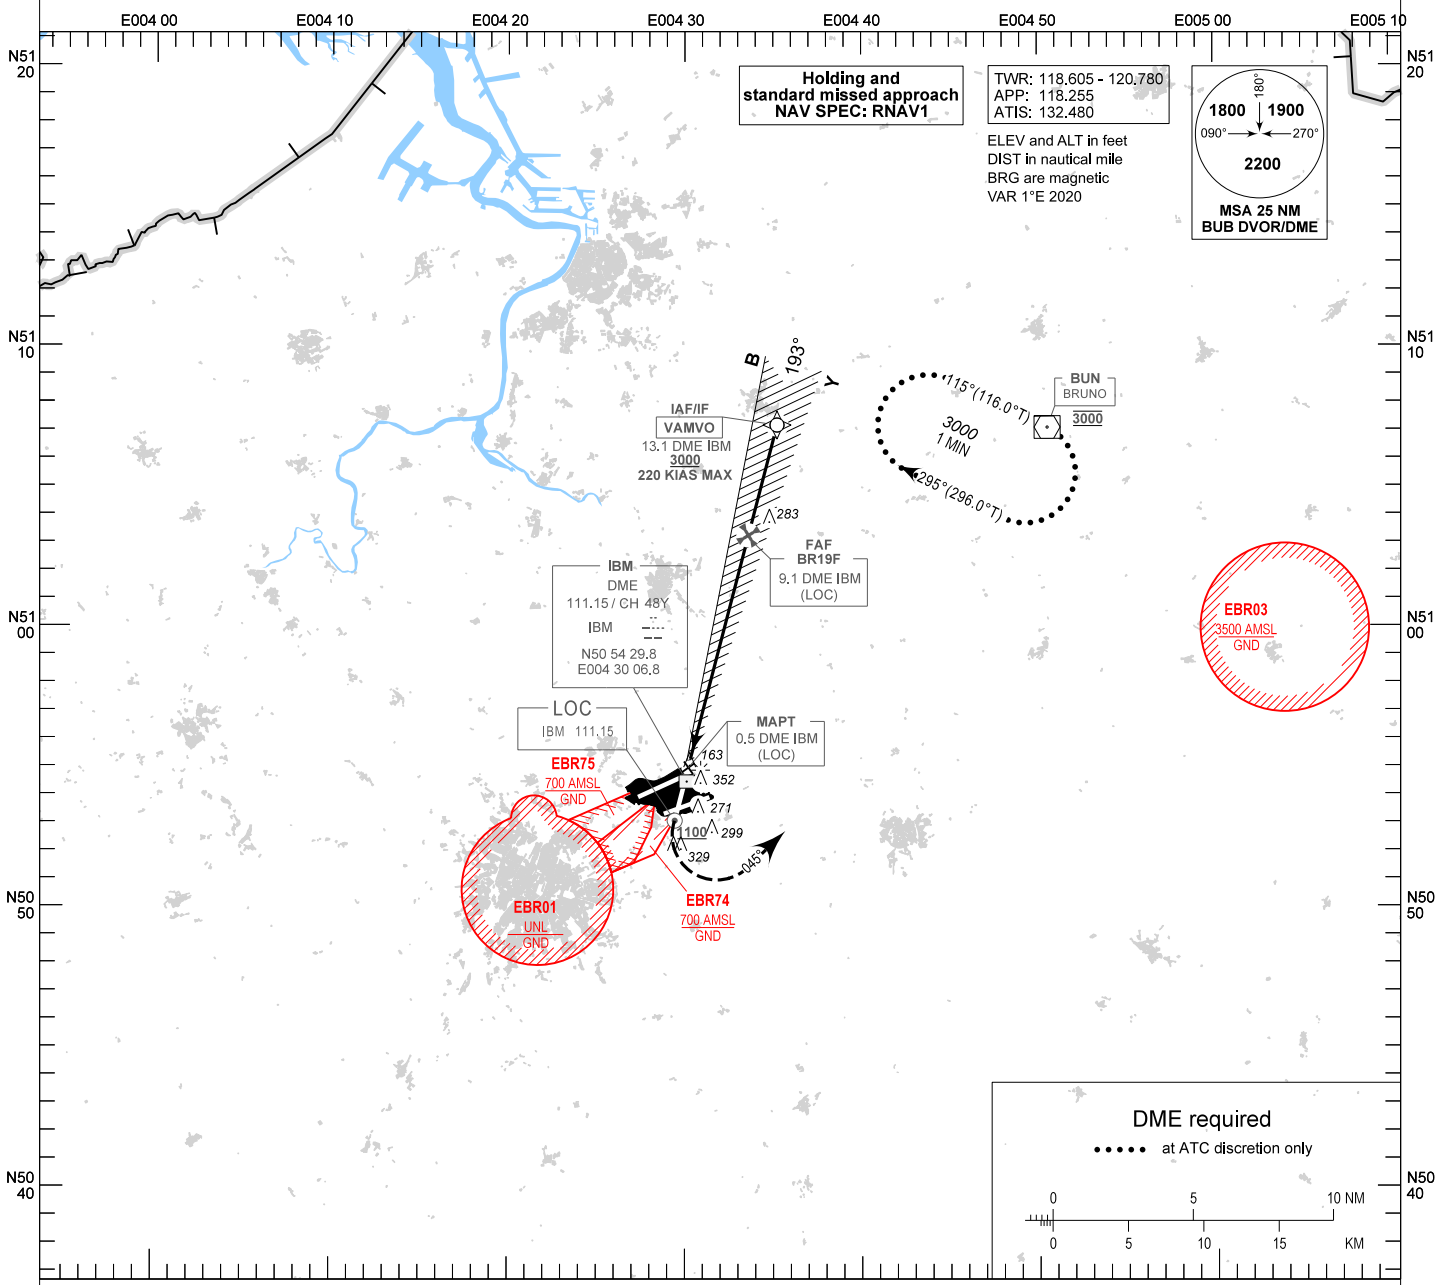 E004 00
E004 10
E004 20
E004 30
E004 40
E004 50
E005 00
E005 10
N51
20
N51
20
Holding and
standard missed approach
NAV SPEC: RNAV1
TWR: 118.605 - 120.780
APP: 118.255
ATIS: 132.480
ELEV and ALT in feet
DIST in nautical mile
BRG are magnetic
VAR 1°E 2020
180°
1800
1900
090°
270°
2200
MSA 25 NM
BUB DVOR/DME
N51
10
N51
10
B
193°
Y
IAF/IF
VAMVO
13.1 DME IBM
3000
220 KIAS MAX
115°(116.0°T)
3000
1 MIN
295°(296.0°T)
BUN
BRUNO
3000
283
FAF
BR19F
9.1 DME IBM
(LOC)
IBM
DME
111.15 / CH 48Y
IBM
N50 54 29.8
E004 30 06.8
N51
00
N51
00
EBR03
3500 AMSL
GND
LOC
IBM 111.15
MAPT
0.5 DME IBM
(LOC)
EBR75
700 AMSL
GND
163
352
271
1100
299
329
045°
EBR74
700 AMSL
GND
EBR01
UNL
GND
N50
50
N50
50
DME required
at ATC discretion only
N50
40
N50
40
0
5
10 NM
0
5
10
15
KM